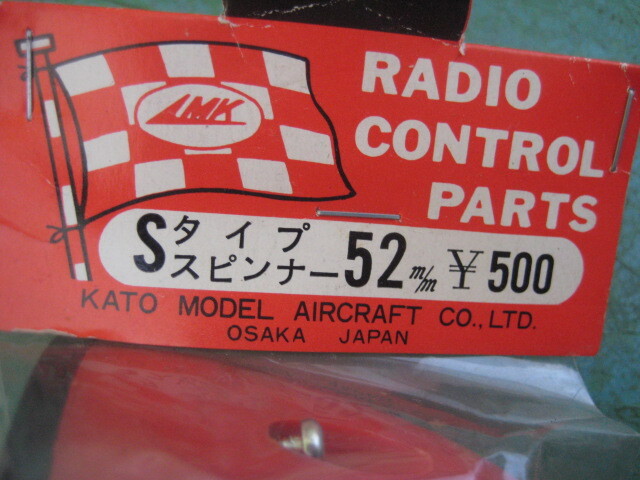 LMK
RADIO
CONTROL
PARTS
Sタイプ
スピンナー52m/m ¥500
KATO MODEL AIRCRAFT CO., LTD.
OSAKA JAPAN